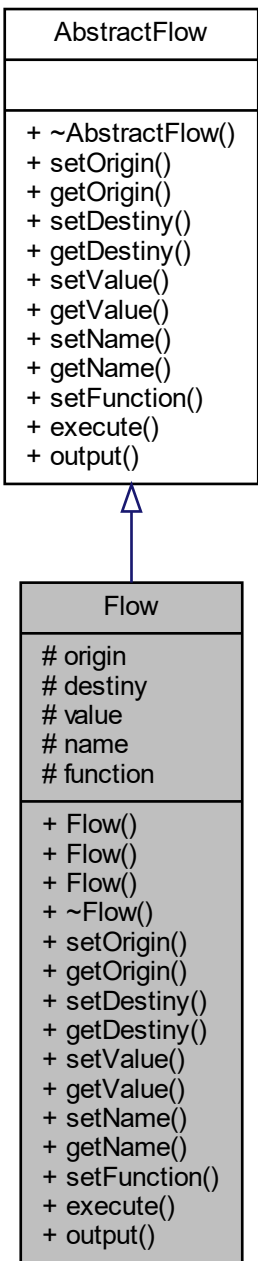 AbstractFlow
+ ~AbstractFlow()
+ setOrigin()
+ getOrigin()
+ setDestiny()
+ getDestiny()
+ setValue()
+ getValue()
+ setName()
+ getName()
+ setFunction()
+ execute()
+ output()
Flow
# origin
# destiny
# value
# name
# function
+ Flow()
+ Flow()
+ Flow()
+ ~Flow()
+ setOrigin()
+ getOrigin()
+ setDestiny()
+ getDestiny()
+ setValue()
+ getValue()
+ setName()
+ getName()
+ setFunction()
+ execute()
+ output()